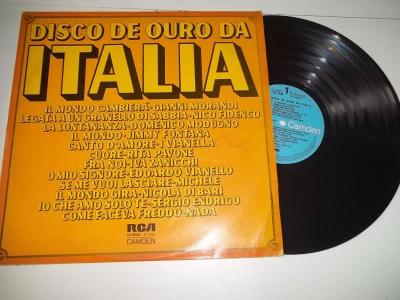 DISCO DE OURO DA
ITALIA
IL MONDO CAMBIERÁ-GIANNI MORANDI
LEGATA A UN GRANELLO DI SABBIA-NICO FIDENCO
LA LONTANANZA-DOMENICO MODUGNO
IL MONDO-JIMMY FONTANA
CANTO D'AMORE-I VIANELLA
CUORE-RITA PAVONE
FRA NOI-IVA ZANICCHI
O MIO SIGNORE-EDOARDO VIANELLO
SE ME VUOI LASCIARE-MICHELE
IL MONDO GIRA-NICOLA DI BARI
IO CHE AMO SOLO TE-SERGIO ENDRIGO
COME FACEVA FREDDO-NADA
RCA
CAMDEN
1
Camden